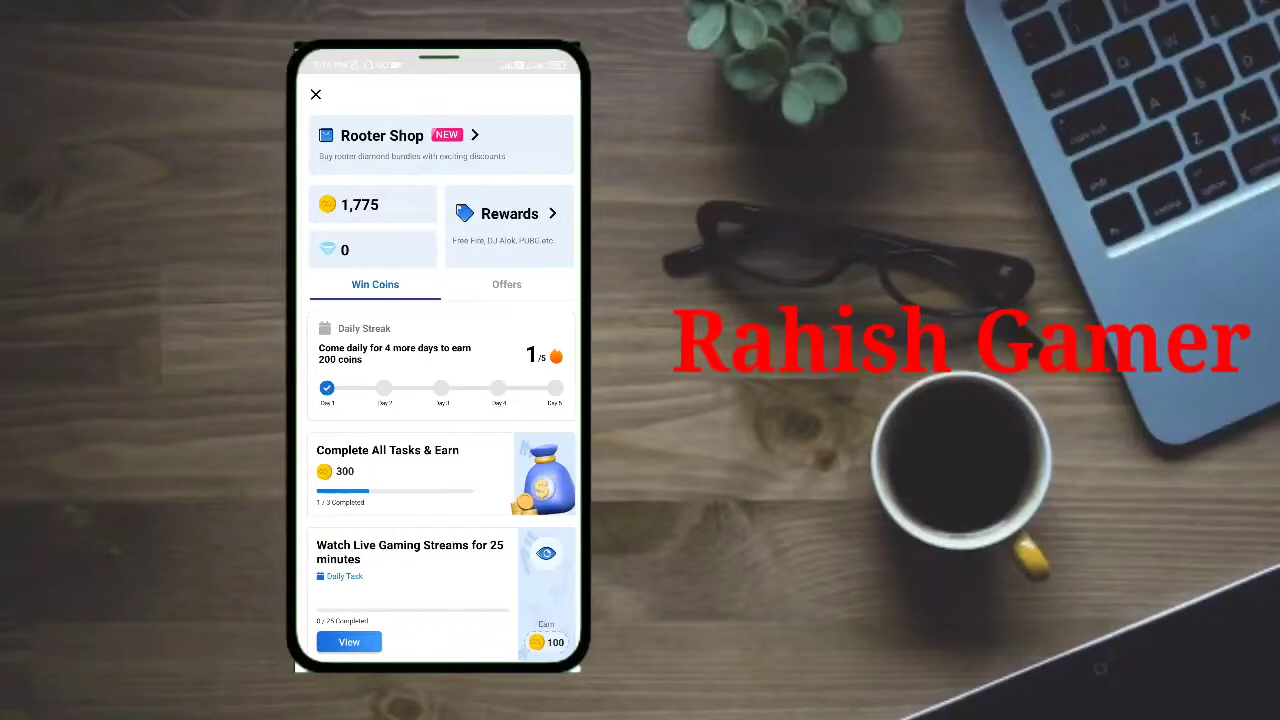 Rooter Shop NEW
Buy rooter diamond bundles with exciting discounts
1,775
Rewards
Free Fire, DJ Alok, PUBG etc
0
Win Coins Offers
Daily Streak
Come daily for 4 more days to earn
200 coins
1/5
Day 1 Day 2 Day 3 Day 4 Day 5
Complete All Tasks & Earn
300
1 / 3 Completed
Watch Live Gaming Streams for 25
minutes
Daily Task
0 / 25 Completed
View
Earn
100
Rahish Gamer